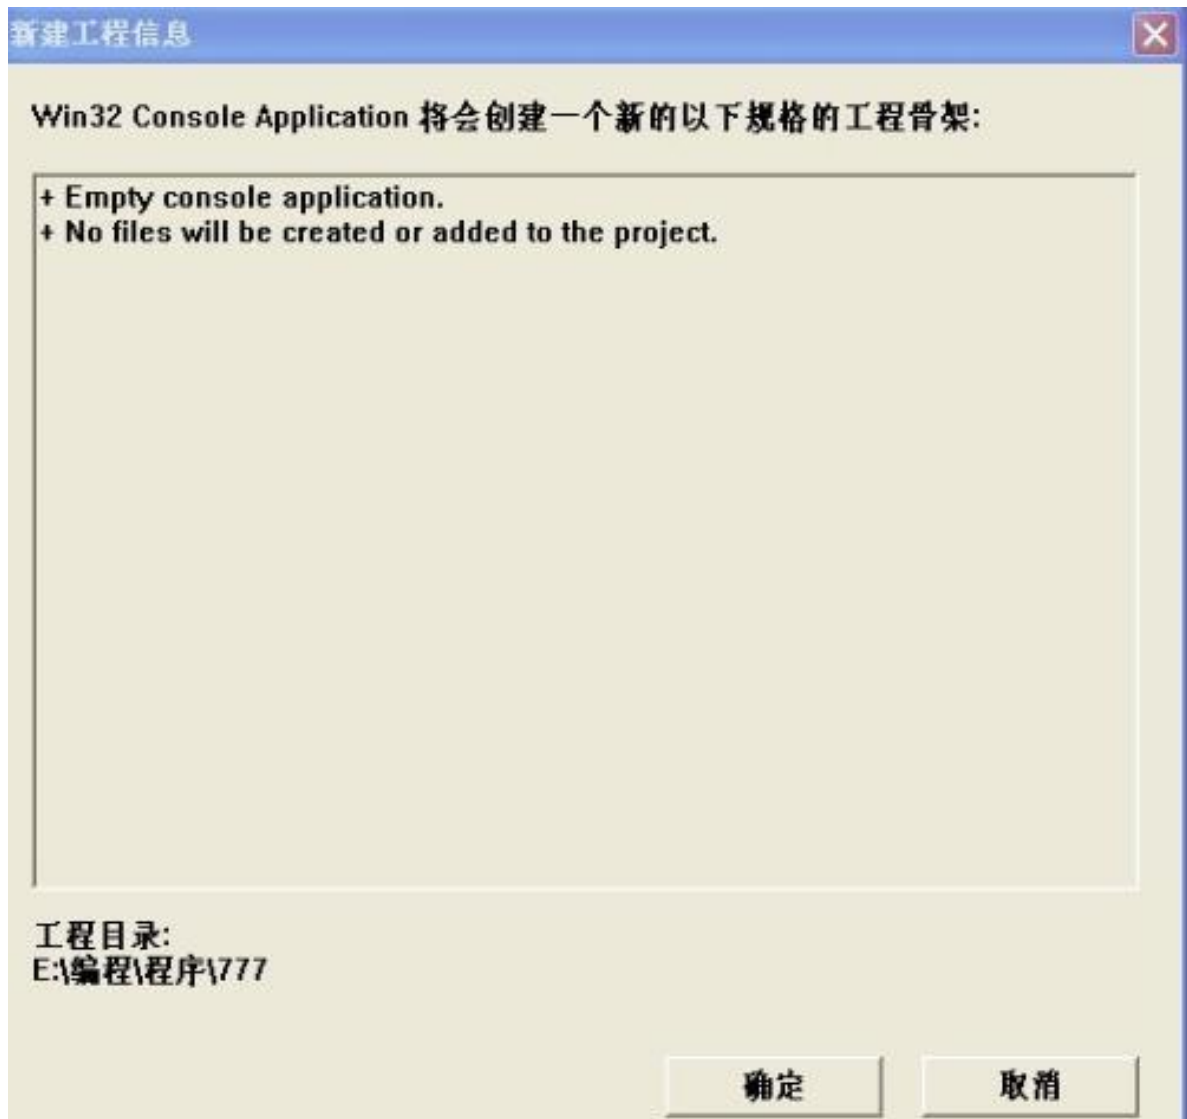 新建工程信息
Win32 Console Application 将会创建一个新的以下规格的工程骨架:
+ Empty console application.
+ No files will be created or added to the project.
工程目录:
E:\编程\程序\777
确定
取消